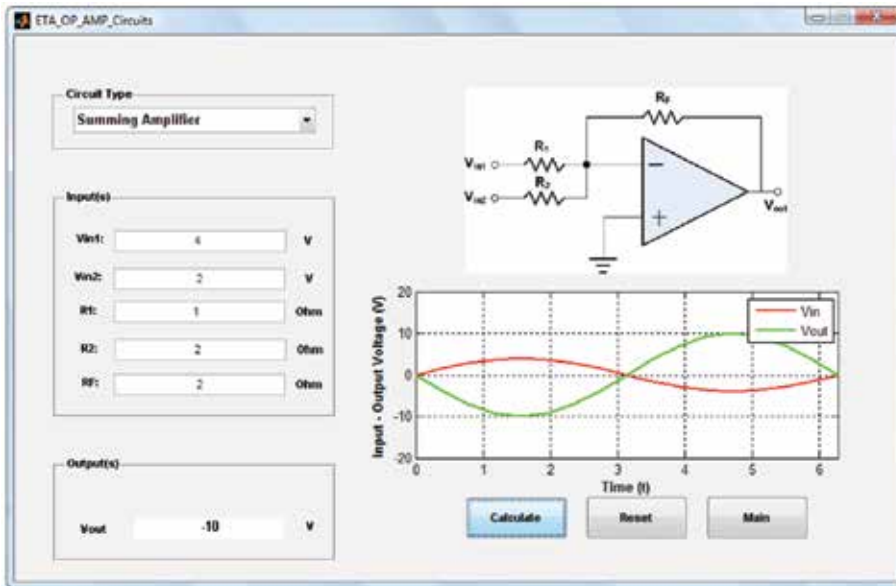 ETA_OP_AMP_Circuits
Circuit Type
Summing Amplifier
Input(s)
Vin1: 4 V
Vin2: 2 V
R1: 1 Ohm
R2: 2 Ohm
RF: 2 Ohm
Output(s)
Vout -10 V
RF
R1
Vin1
R2
Vin2
Vout
Input - Output Voltage (V)
20
10
0
-10
-20
Vin
Vout
0 1 2 3 4 5 6
Time (t)
Calculate Reset Main